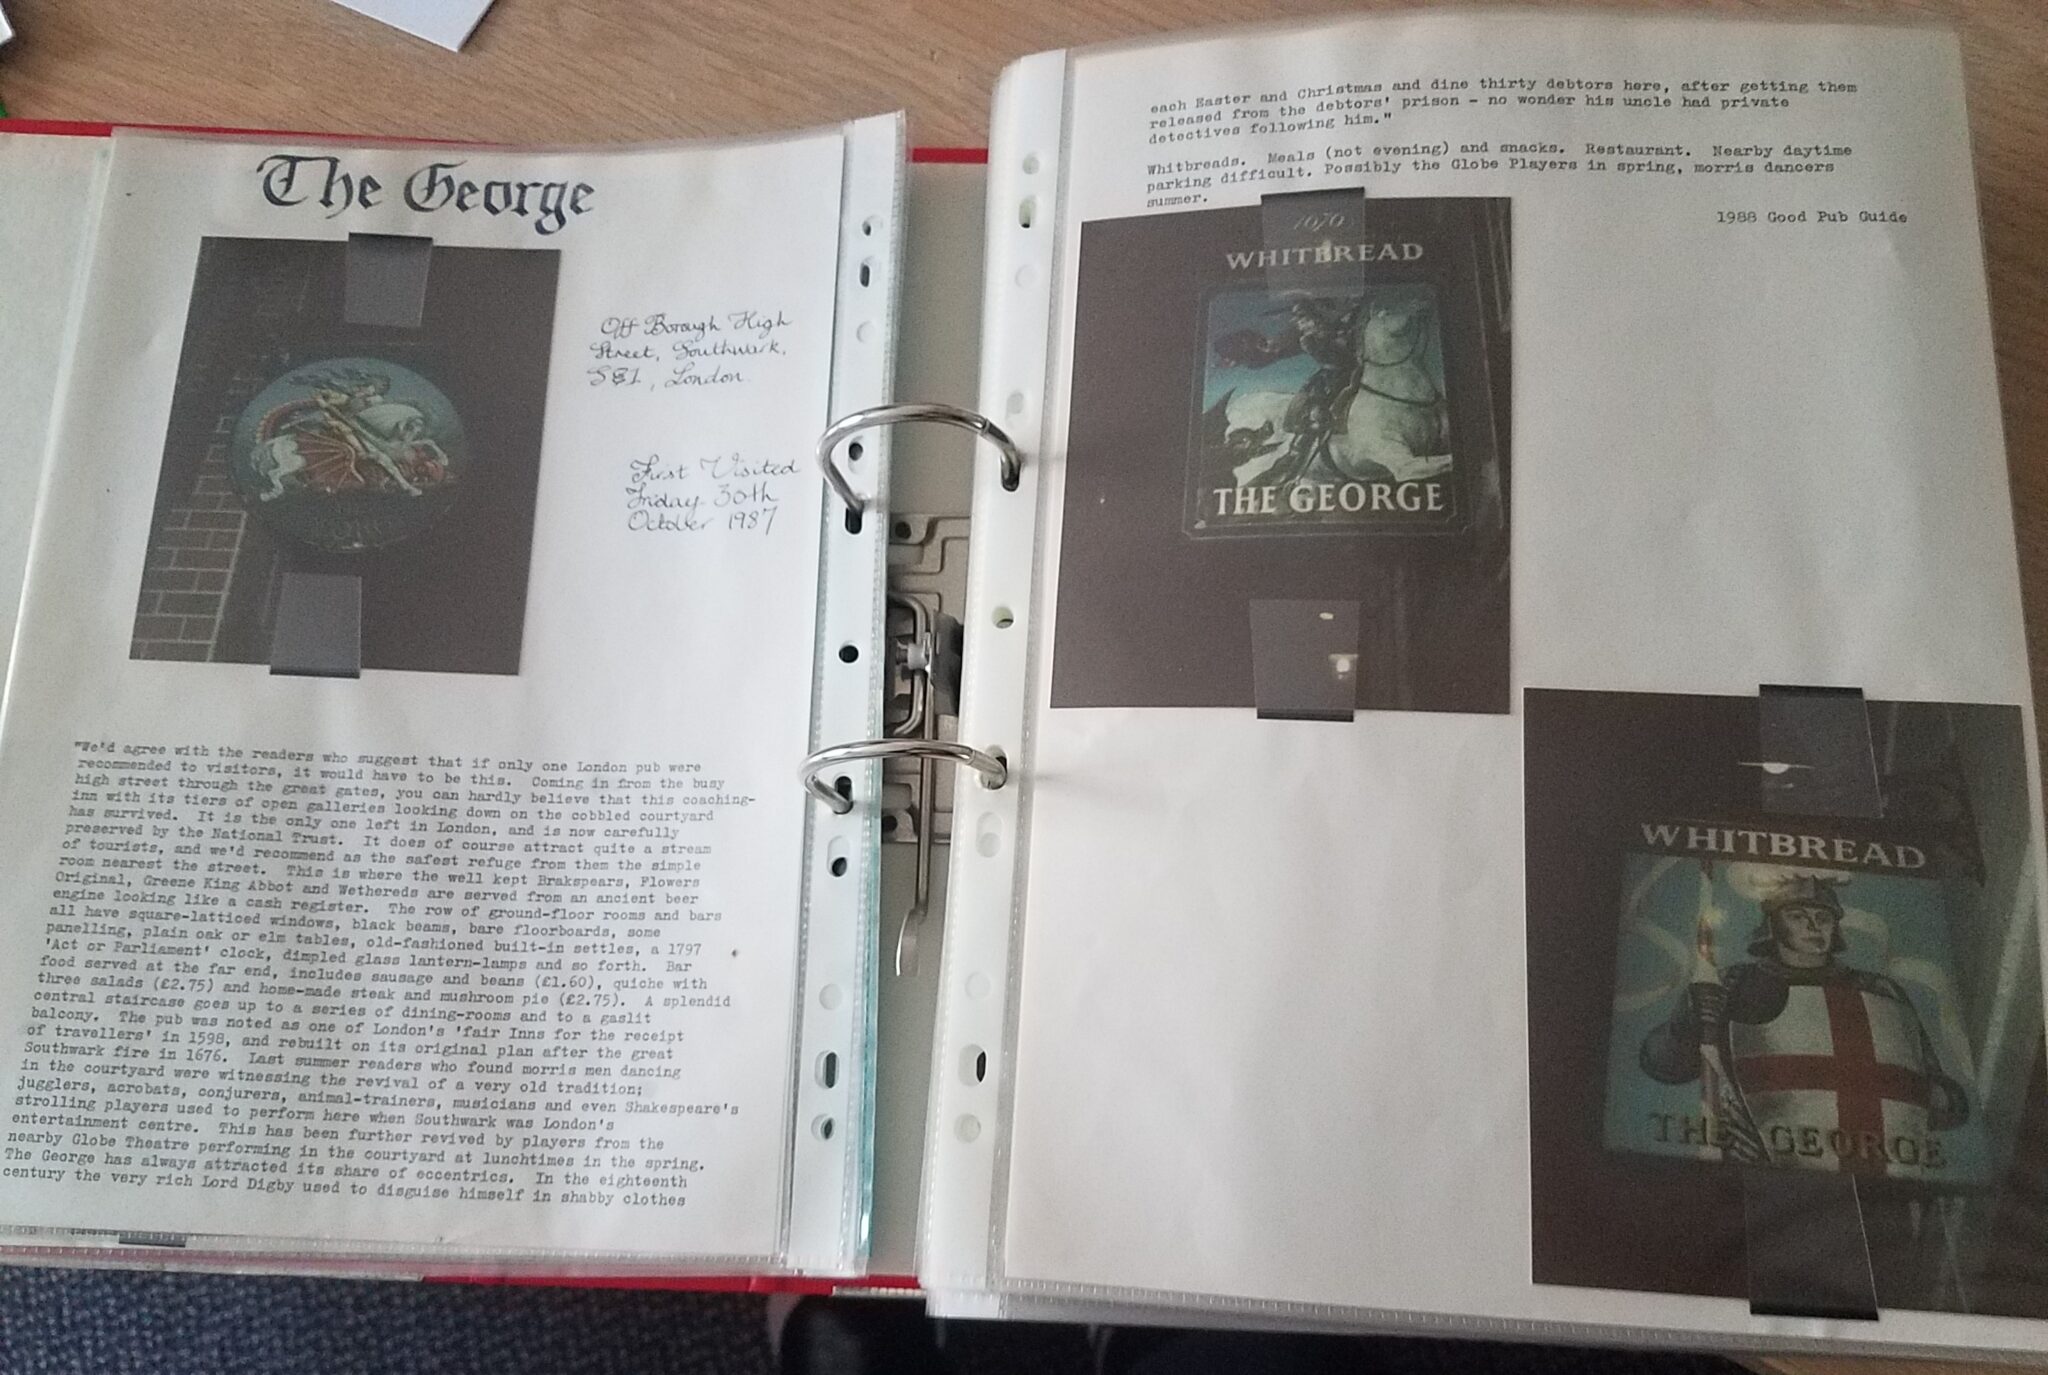 The George
Off Borough High
Street, Southwark,
SE1, London.
First Visited
Friday 30th
October 1987
"We'd agree with the readers who suggest that if only one London pub were
recommended to visitors, it would have to be this. Coming in from the busy
high street through the great gates, you can hardly believe that this coaching-
inn with its tiers of open galleries looking down on the cobbled courtyard
has survived. It is the only one left in London, and is now carefully
preserved by the National Trust. It does of course attract quite a stream
of tourists, and we'd recommend as the safest refuge from them the simple
room nearest the street. This is where the well kept Brakspears, Flowers
Original, Greene King Abbot and Wethereds are served from an ancient beer
engine looking like a cash register. The row of ground-floor rooms and bars
all have square-latticed windows, black beams, bare floorboards, some
panelling, plain oak or elm tables, old-fashioned built-in settles, a 1797
'Act or Parliament' clock, dimpled glass lantern-lamps and so forth. Bar
food served at the far end, includes sausage and beans (£1.60), quiche with
three salads (£2.75) and home-made steak and mushroom pie (£2.75). A splendid
central staircase goes up to a series of dining-rooms and to a gaslit
balcony. The pub was noted as one of London's 'fair Inns for the receipt
of travellers' in 1598, and rebuilt on its original plan after the great
Southwark fire in 1676. Last summer readers who found morris men dancing
in the courtyard were witnessing the revival of a very old tradition;
jugglers, acrobats, conjurers, animal-trainers, musicians and even Shakespeare's
strolling players used to perform here when Southwark was London's
entertainment centre. This has been further revived by players from the
nearby Globe Theatre performing in the courtyard at lunchtimes in the spring.
The George has always attracted its share of eccentrics. In the eighteenth
century the very rich Lord Digby used to disguise himself in shabby clothes
each Easter and Christmas and dine thirty debtors here, after getting them
released from the debtors' prison - no wonder his uncle had private
detectives following him."
Whitbreads. Meals (not evening) and snacks. Restaurant. Nearby daytime
parking difficult. Possibly the Globe Players in spring, morris dancers
summer.
1988 Good Pub Guide
WHITBREAD
THE GEORGE
WHITBREAD
THE GEORGE